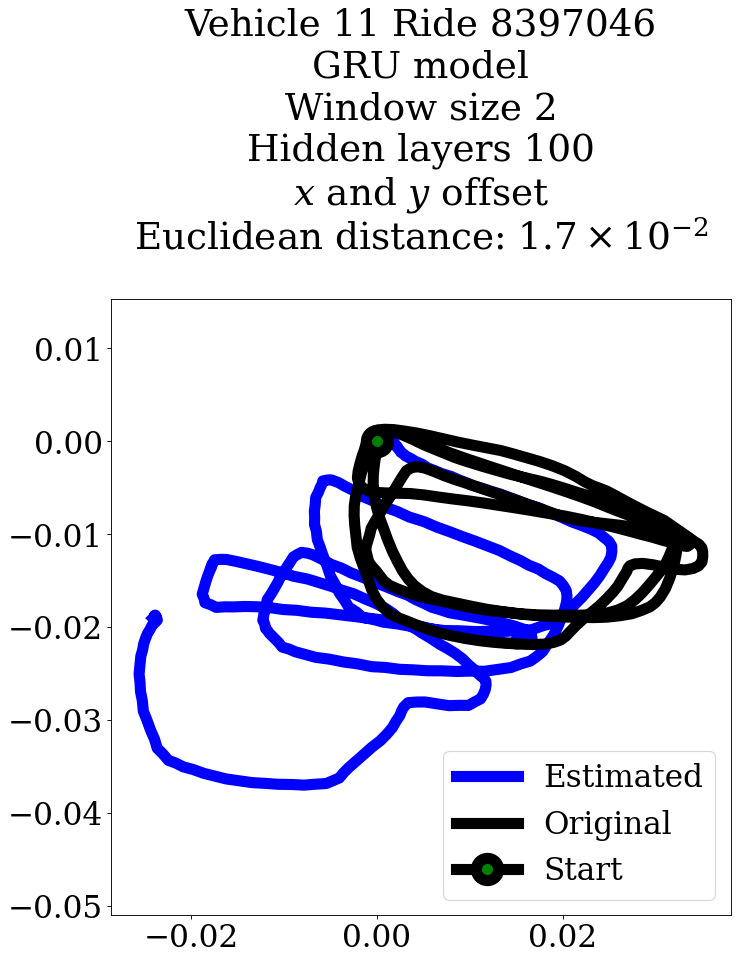 Vehicle 11 Ride 8397046
GRU model
Window size 2
Hidden layers 100
x and y offset
Euclidean distance: 1.7 × 10⁻²
0.01
0.00
−0.01
−0.02
−0.03
−0.04
−0.05
−0.02
0.00
0.02
Estimated
Original
Start